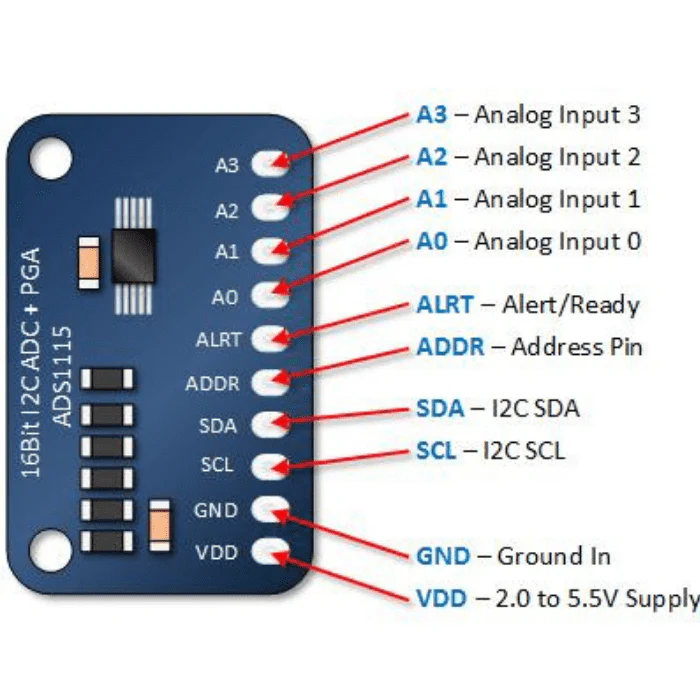 16Bit I2C ADC + PGA
ADS1115
A3
A2
A1
A0
ALRT
ADDR
SDA
SCL
GND
VDD
A3 – Analog Input 3
A2 – Analog Input 2
A1 – Analog Input 1
A0 – Analog Input 0
ALRT – Alert/Ready
ADDR – Address Pin
SDA – I2C SDA
SCL – I2C SCL
GND – Ground In
VDD – 2.0 to 5.5V Supply